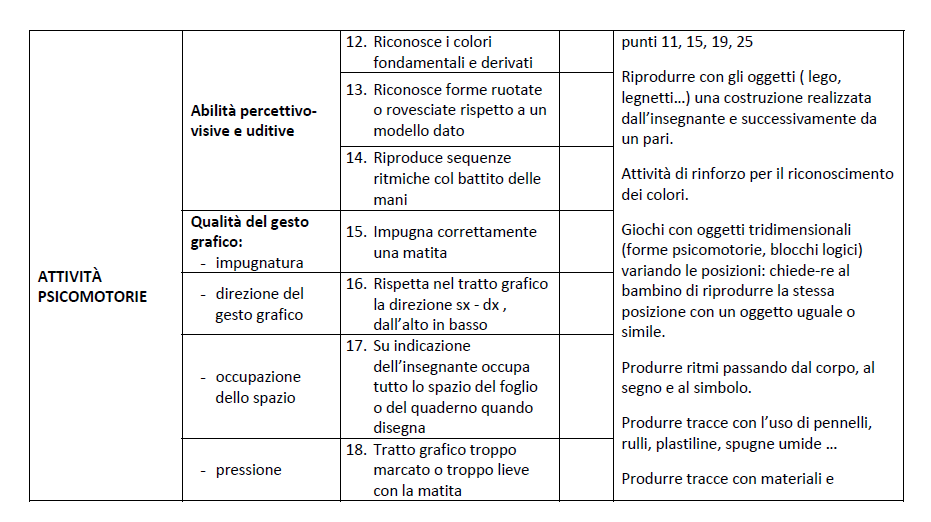 ATTIVITÀ
PSICOMOTORIE
Abilità percettivo-
visive e uditive
12. Riconosce i colori
fondamentali e derivati
13. Riconosce forme ruotate
o rovesciate rispetto a un
modello dato
14. Riproduce sequenze
ritmiche col battito delle
mani
Qualità del gesto
grafico:
- impugnatura
15. Impugna correttamente
una matita
- direzione del
gesto grafico
16. Rispetta nel tratto grafico
la direzione sx - dx ,
dall’alto in basso
- occupazione
dello spazio
17. Su indicazione
dell’insegnante occupa
tutto lo spazio del foglio
o del quaderno quando
disegna
- pressione
18. Tratto grafico troppo
marcato o troppo lieve
con la matita
punti 11, 15, 19, 25
Riprodurre con gli oggetti ( lego,
legnetti…) una costruzione realizzata
dall’insegnante e successivamente da
un pari.
Attività di rinforzo per il riconoscimento
dei colori.
Giochi con oggetti tridimensionali
(forme psicomotorie, blocchi logici)
variando le posizioni: chiede-re al
bambino di riprodurre la stessa
posizione con un oggetto uguale o
simile.
Produrre ritmi passando dal corpo, al
segno e al simbolo.
Produrre tracce con l’uso di pennelli,
rulli, plastiline, spugne umide …
Produrre tracce con materiali e